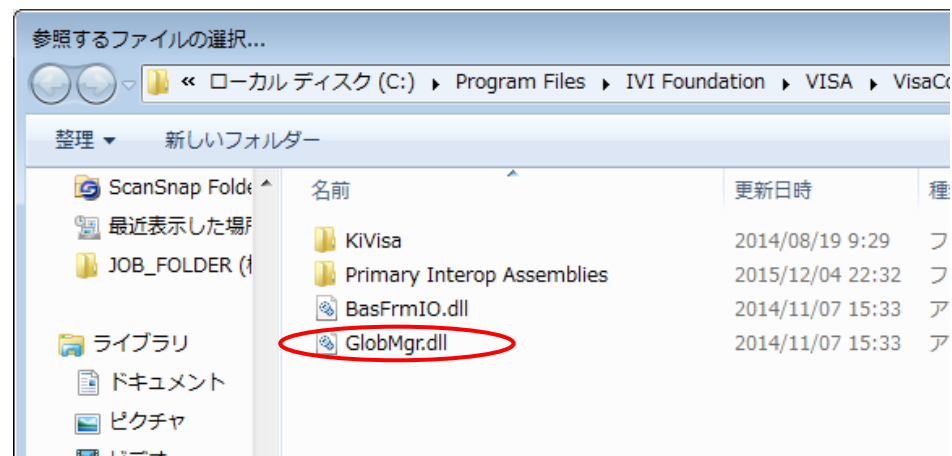 参照するファイルの選択...
« ローカル ディスク (C:) ▸ Program Files ▸ IVI Foundation ▸ VISA ▸
整理 ▼ 新しいフォルダー
ScanSnap 名前 更新日時
最近表示した場所
JOB_FOLDER
KiVisa 2014/08/19 9:29
Primary Interop Assemblies 2015/12/04 22:32
BasFrmIO.dll 2014/11/07 15:33
GlobMgr.dll 2014/11/07 15:33
ライブラリ
ドキュメント
ピクチャ